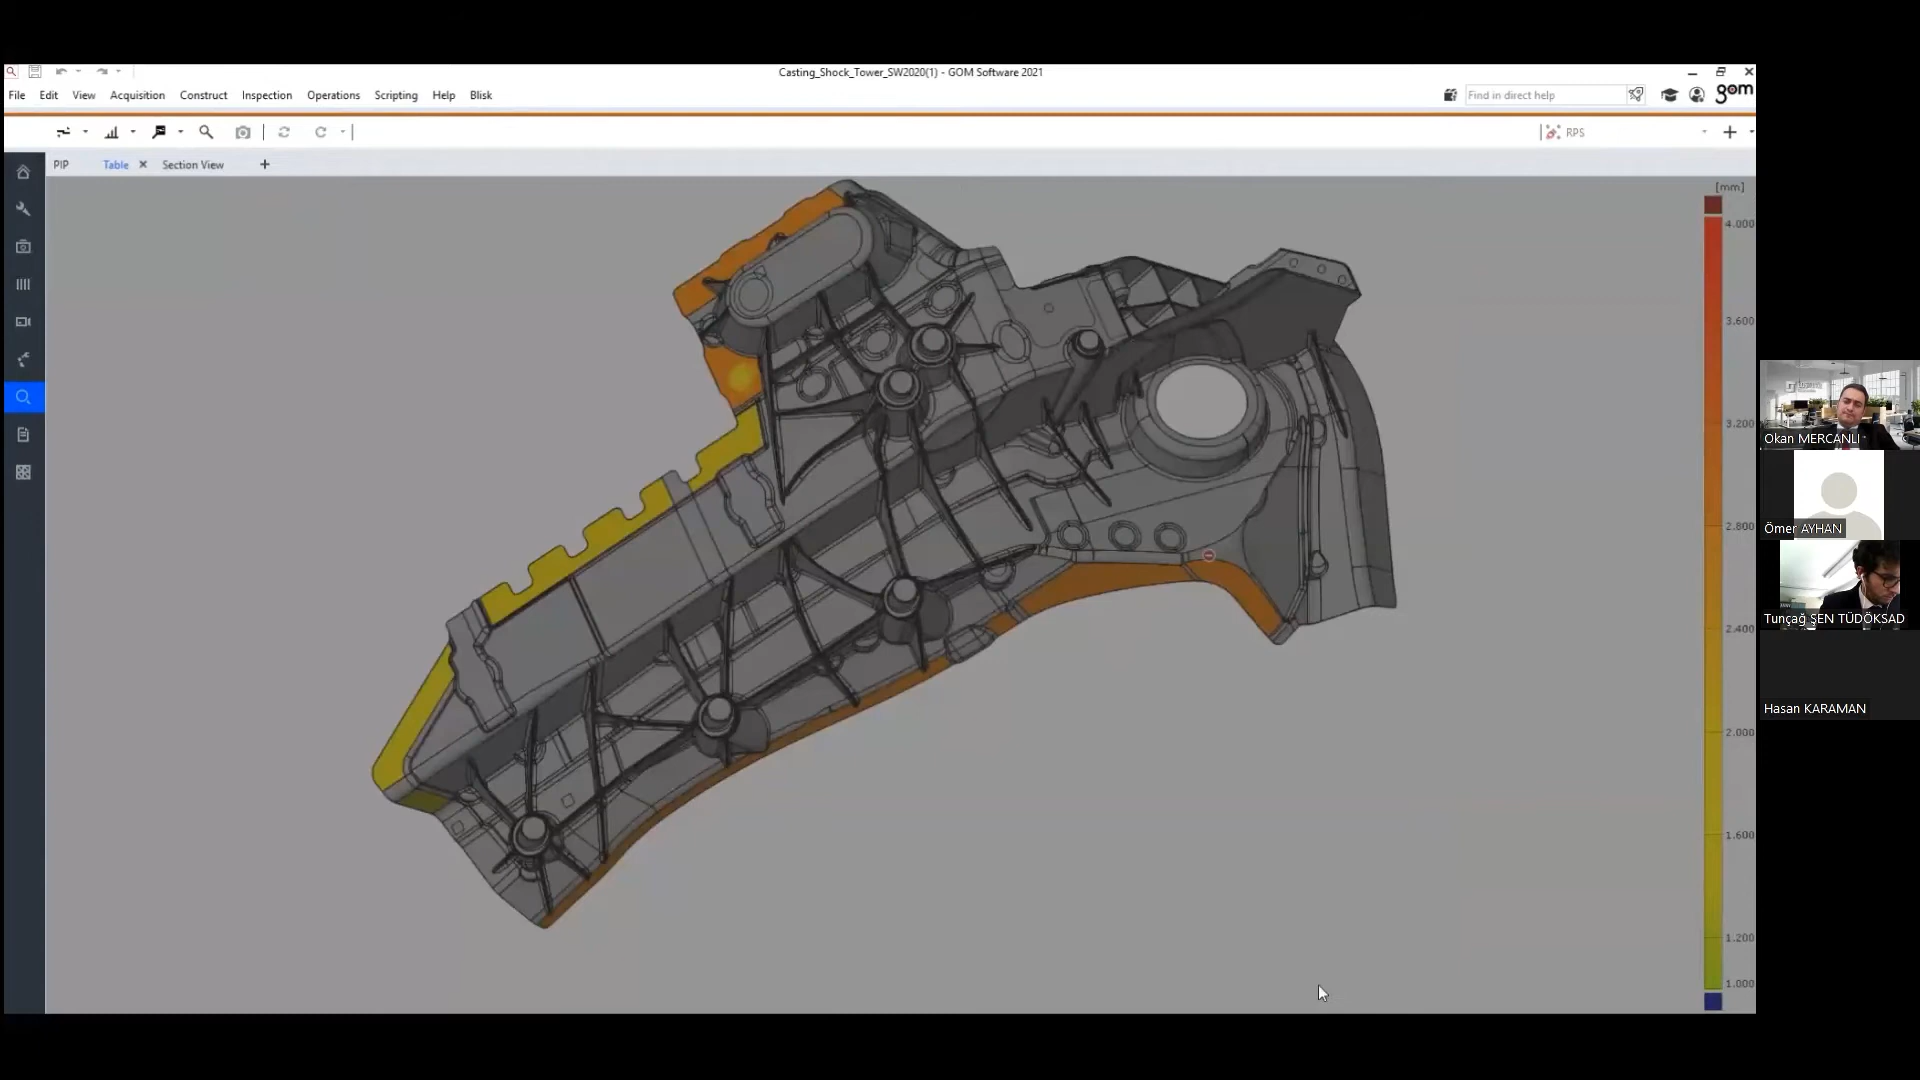 Casting_Shock_Tower_SW2020(1) - GOM Software 2021
File Edit View Acquisition Construct Inspection Operations Scripting Help Blisk
Find in direct help
gom
RPS
PIP Table Section View
[mm]
4.000
3.600
3.200
2.800
2.400
2.000
1.600
1.200
1.000
Okan MERCANLI
Ömer AYHAN
Tunçağ ŞEN TÜDÖKSAD
Hasan KARAMAN